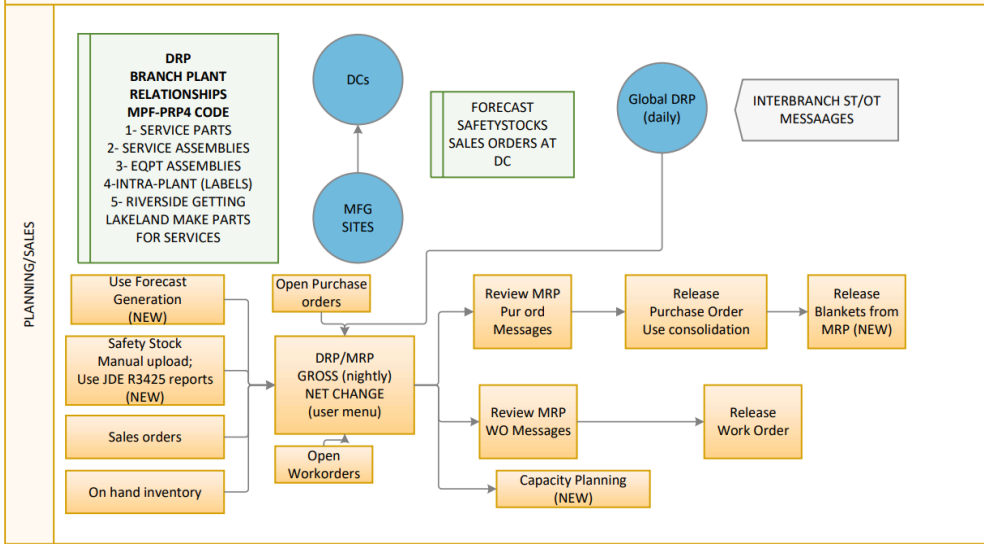 PLANNING/SALES
DRP
BRANCH PLANT
RELATIONSHIPS
MPF-PRP4 CODE
1- SERVICE PARTS
2- SERVICE ASSEMBLIES
3- EQPT ASSEMBLIES
4-INTRA-PLANT (LABELS)
5- RIVERSIDE GETTING
LAKELAND MAKE PARTS
FOR SERVICES
DCs
MFG
SITES
FORECAST
SAFETYSTOCKS
SALES ORDERS AT
DC
Global DRP
(daily)
INTERBRANCH ST/OT
MESSAAGES
Use Forecast
Generation
(NEW)
Safety Stock
Manual upload;
Use JDE R3425 reports
(NEW)
Sales orders
On hand inventory
Open Purchase
orders
DRP/MRP
GROSS (nightly)
NET CHANGE
(user menu)
Open
Workorders
Review MRP
Pur ord
Messages
Release
Purchase Order
Use consolidation
Release
Blankets from
MRP (NEW)
Review MRP
WO Messages
Release
Work Order
Capacity Planning
(NEW)